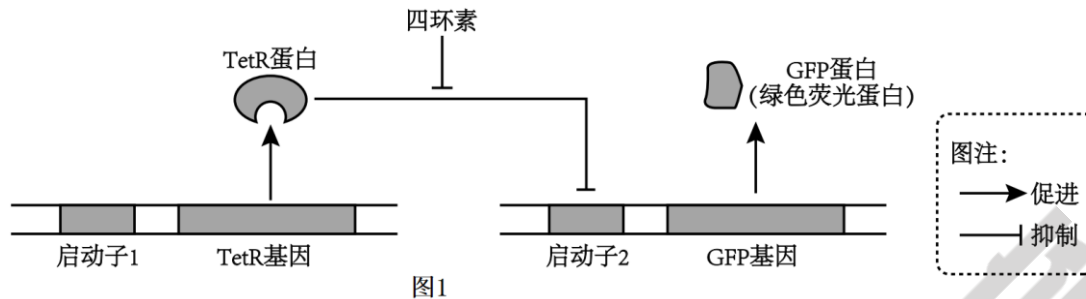 四环素
TetR蛋白
GFP蛋白
(绿色荧光蛋白)
图注:
促进
抑制
启动子1
TetR基因
启动子2
GFP基因
图1